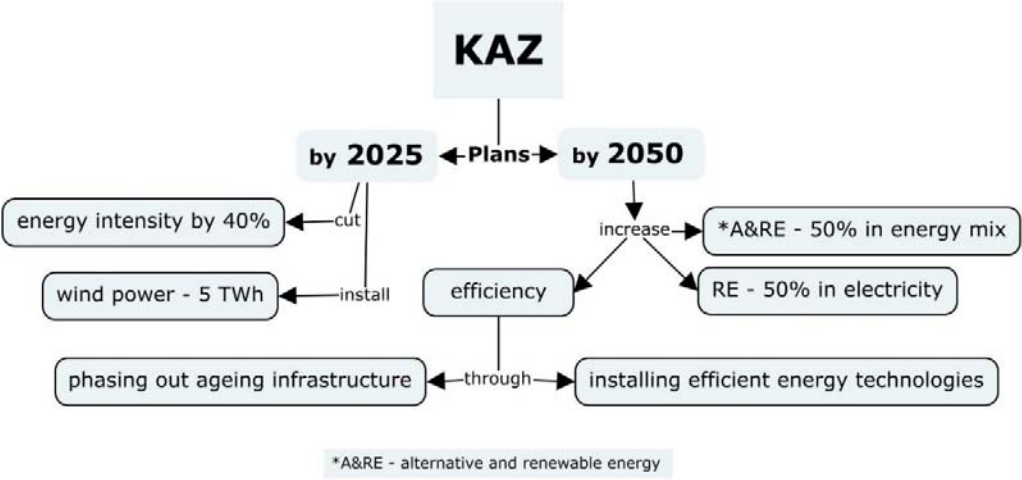 KAZ
by 2025
Plans
by 2050
energy intensity by 40%
cut
increase
*A&RE - 50% in energy mix
wind power - 5 TWh
install
efficiency
RE - 50% in electricity
phasing out ageing infrastructure
through
installing efficient energy technologies
*A&RE - alternative and renewable energy